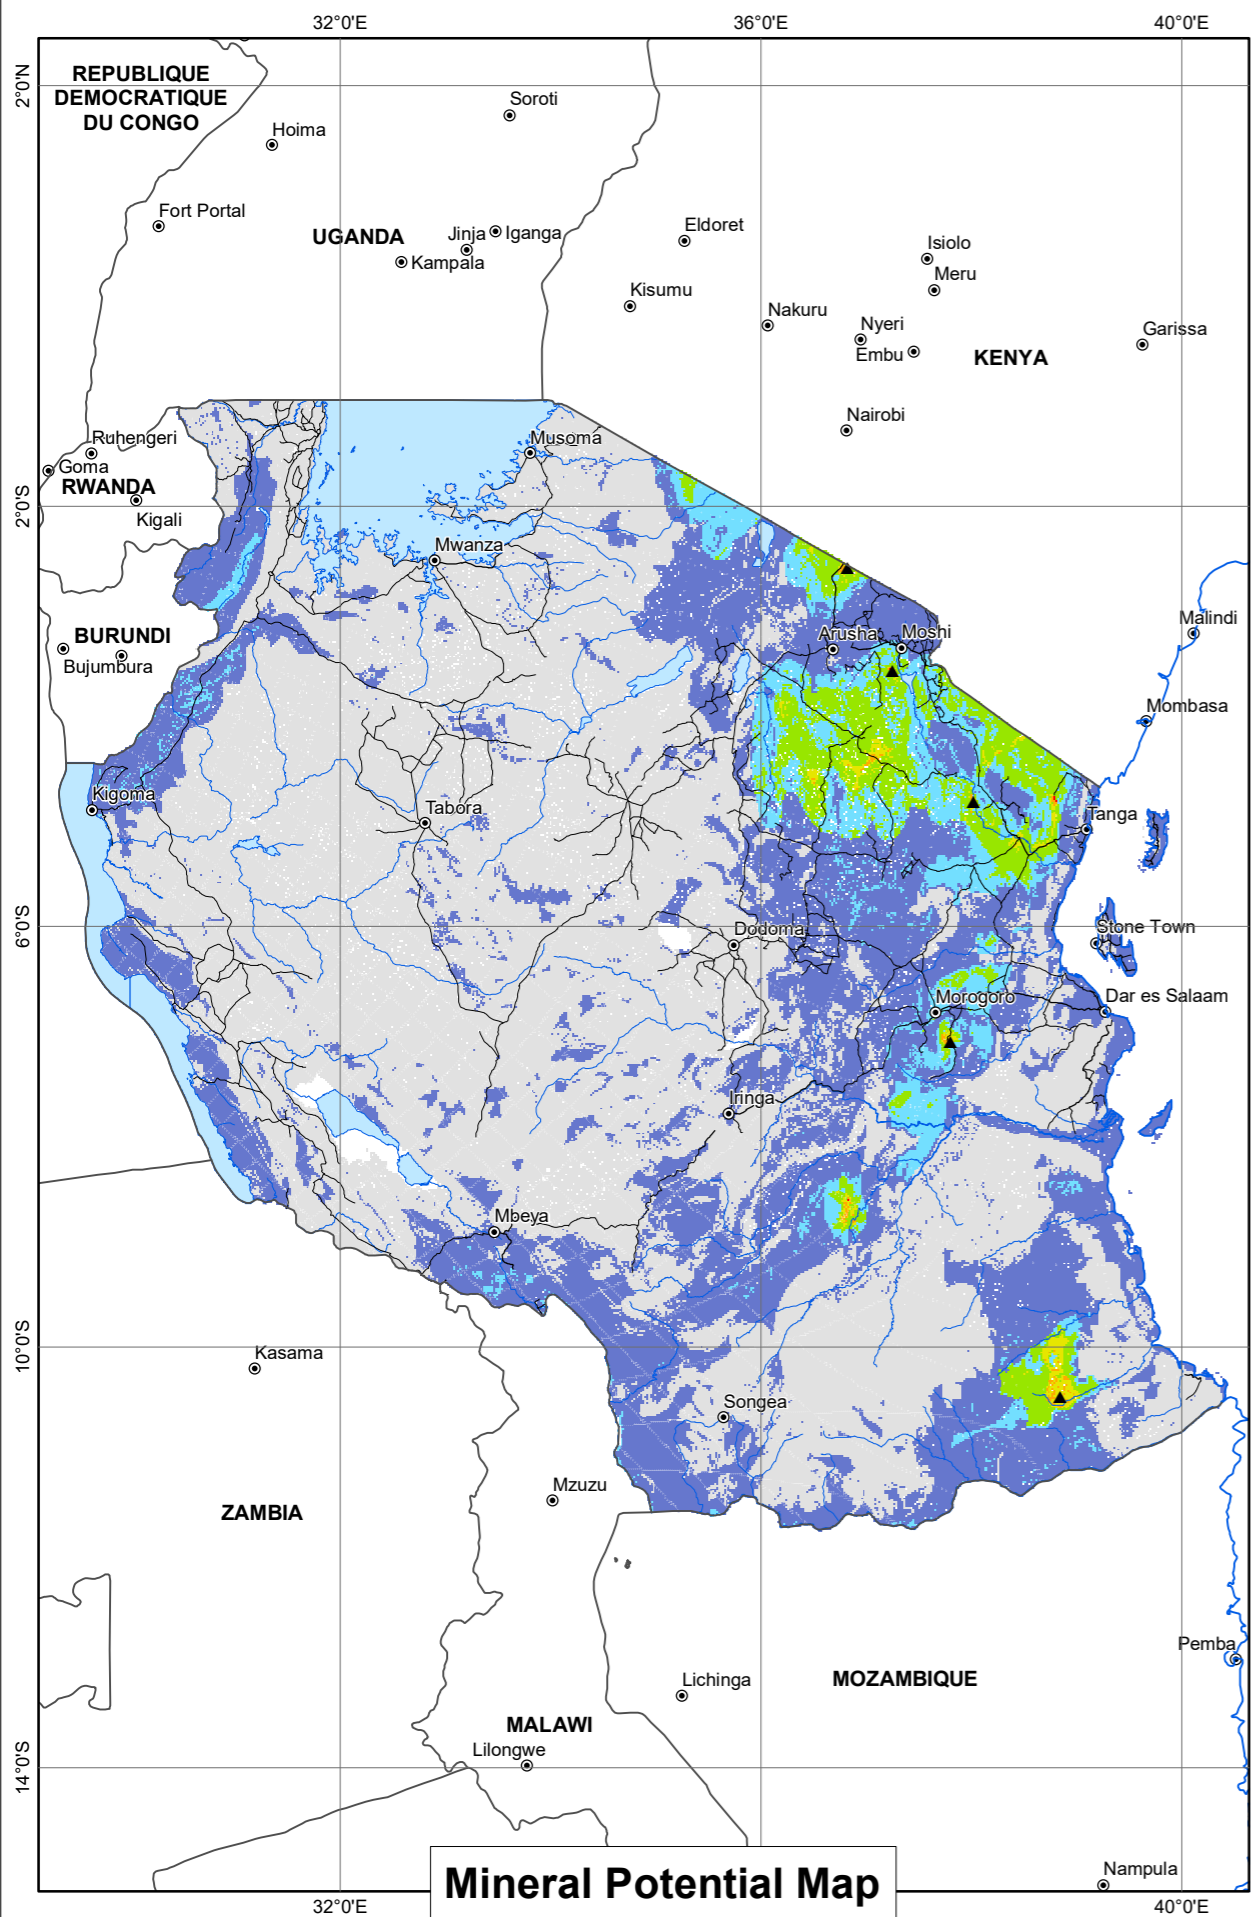 32°0'E
36°0'E
40°0'E
2°0'N
REPUBLIQUE
DEMOCRATIQUE
DU CONGO
Soroti
Hoima
Fort Portal
UGANDA
Jinja
Iganga
Kampala
Eldoret
Isiolo
Meru
Kisumu
Nakuru
Nyeri
Embu
KENYA
Garissa
Nairobi
Ruhengeri
Goma
RWANDA
Kigali
Musoma
2°0'S
Mwanza
BURUNDI
Bujumbura
Arusha
Moshi
Malindi
Mombasa
Kigoma
Tabora
Tanga
6°0'S
Dodoma
Stone Town
Morogoro
Dar es Salaam
Iringa
Mbeya
10°0'S
Kasama
Songea
Mzuzu
ZAMBIA
Pemba
Lichinga
MOZAMBIQUE
MALAWI
Lilongwe
14°0'S
Nampula
Mineral Potential Map
32°0'E
40°0'E